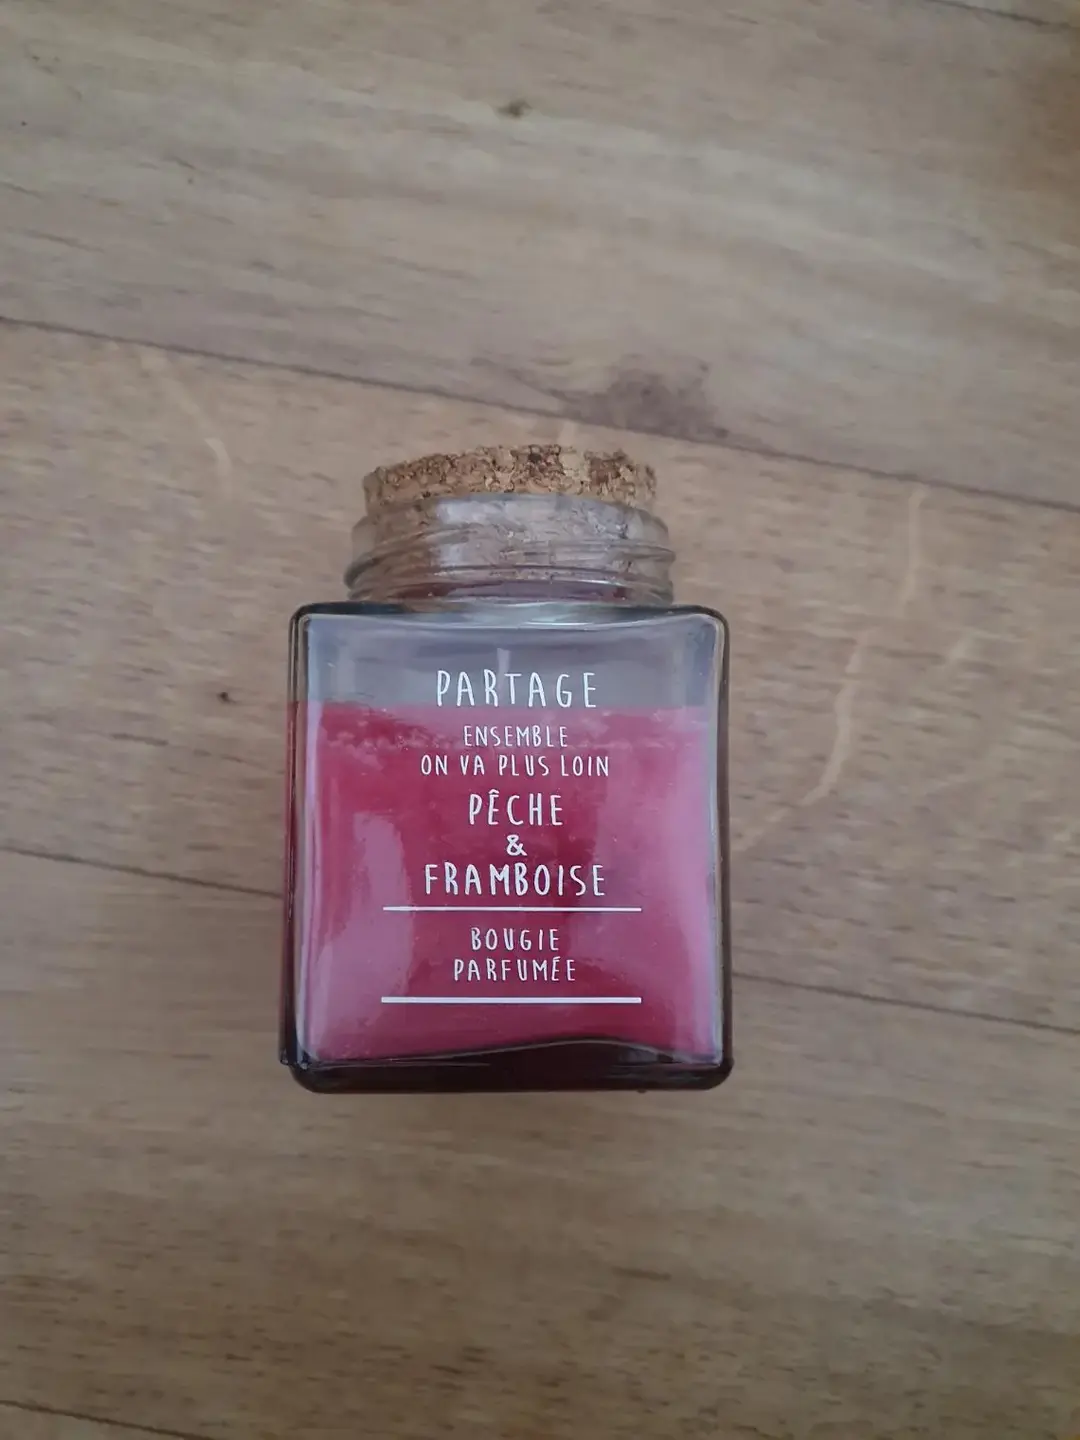 PARTAGE
ENSEMBLE
ON VA PLUS LOIN
PÊCHE
&
FRAMBOISE
BOUGIE
PARFUMÉE